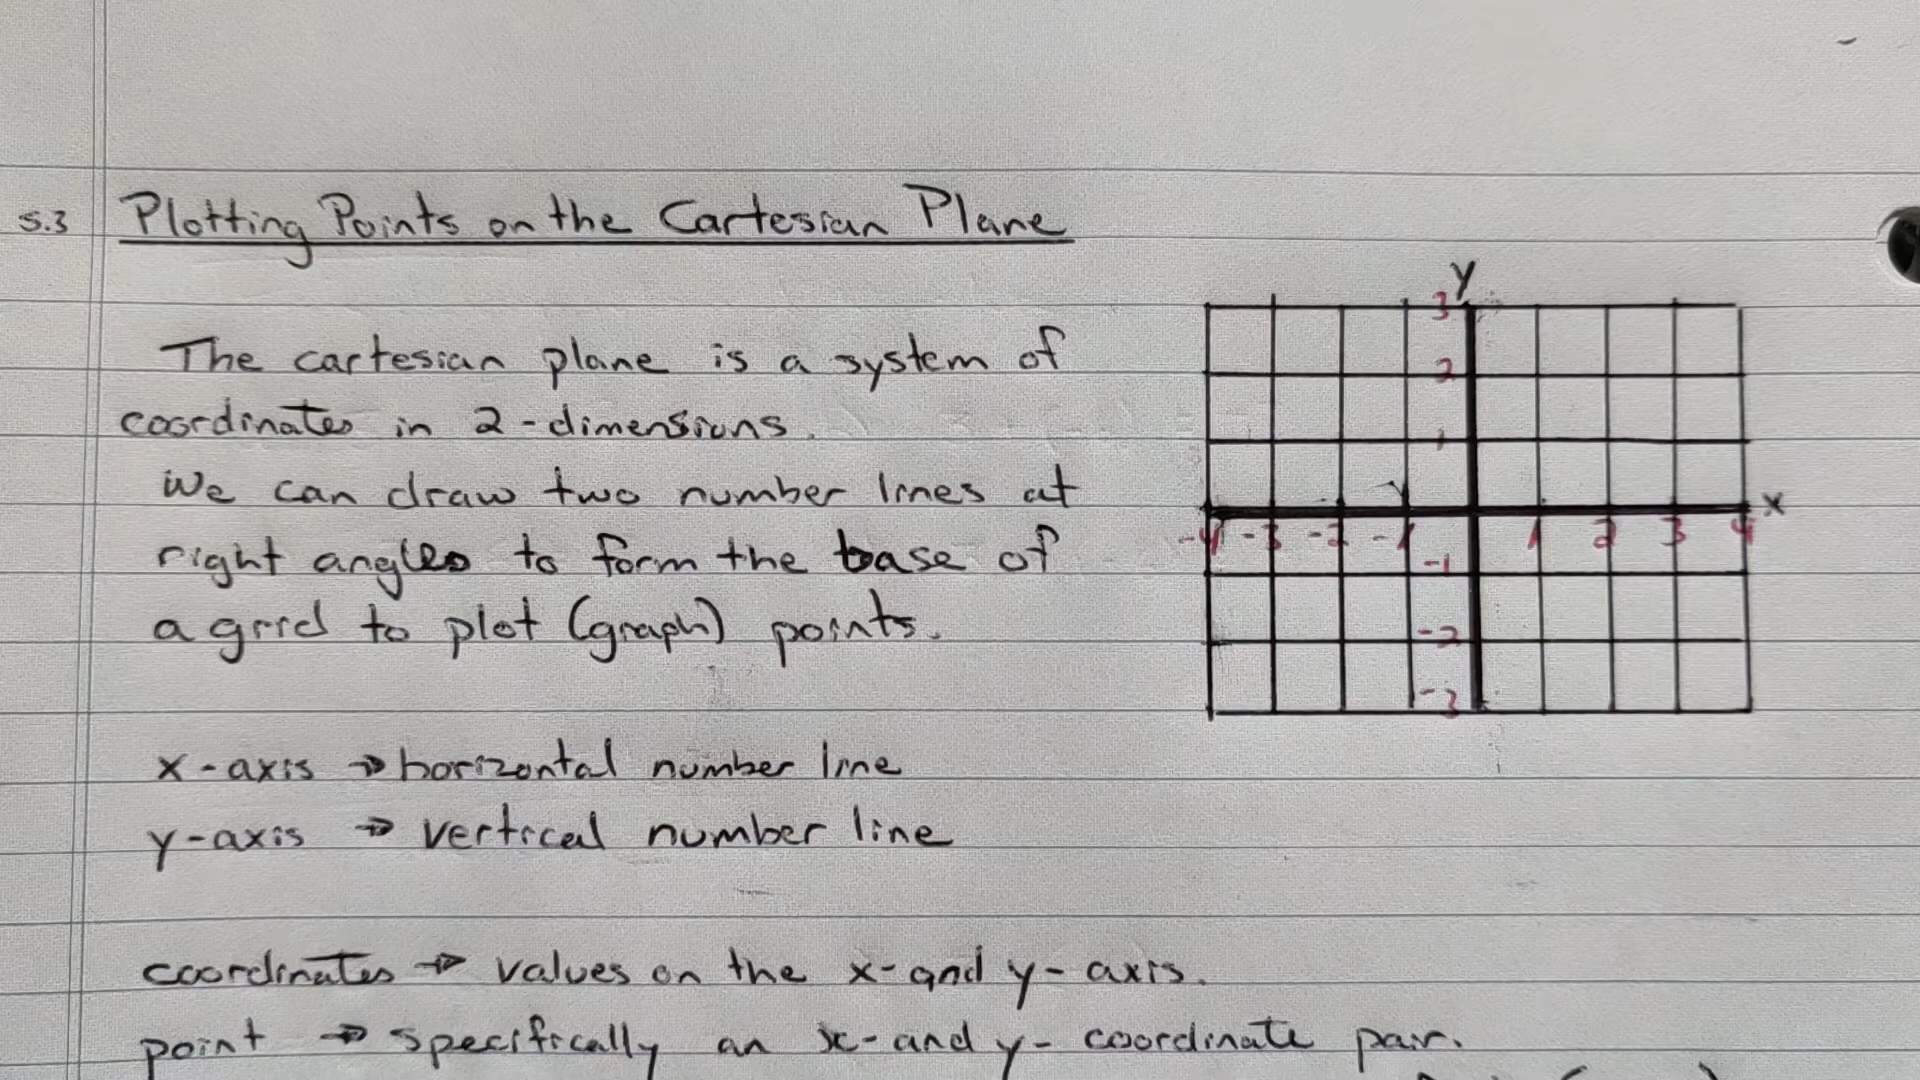 5.3 Plotting Points on the Cartesian Plane
The cartesian plane is a system of
coordinates in 2-dimensions.
We can draw two number lines at
right angles to form the base of
a grid to plot (graph) points.
y
3
2
1
x
-4 -3 -2 -1 1 2 3 4
-1
-2
-3
x-axis → horizontal number line
y-axis → vertical number line
coordinates → values on the x- and y- axis.
point → specifically an x- and y- coordinate pair.